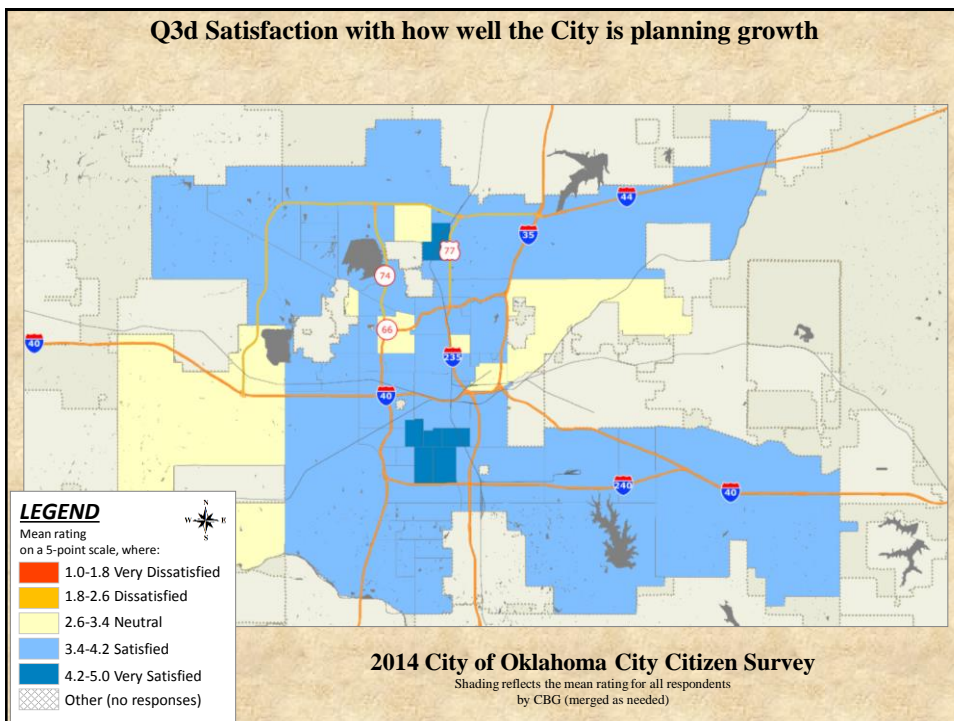 Q3d Satisfaction with how well the City is planning growth
44
35
77
74
66
40
235
40
240
40
LEGEND
N
W
E
S
Mean rating
on a 5-point scale, where:
1.0-1.8 Very Dissatisfied
1.8-2.6 Dissatisfied
2.6-3.4 Neutral
3.4-4.2 Satisfied
4.2-5.0 Very Satisfied
Other (no responses)
2014 City of Oklahoma City Citizen Survey
Shading reflects the mean rating for all respondents
by CBG (merged as needed)